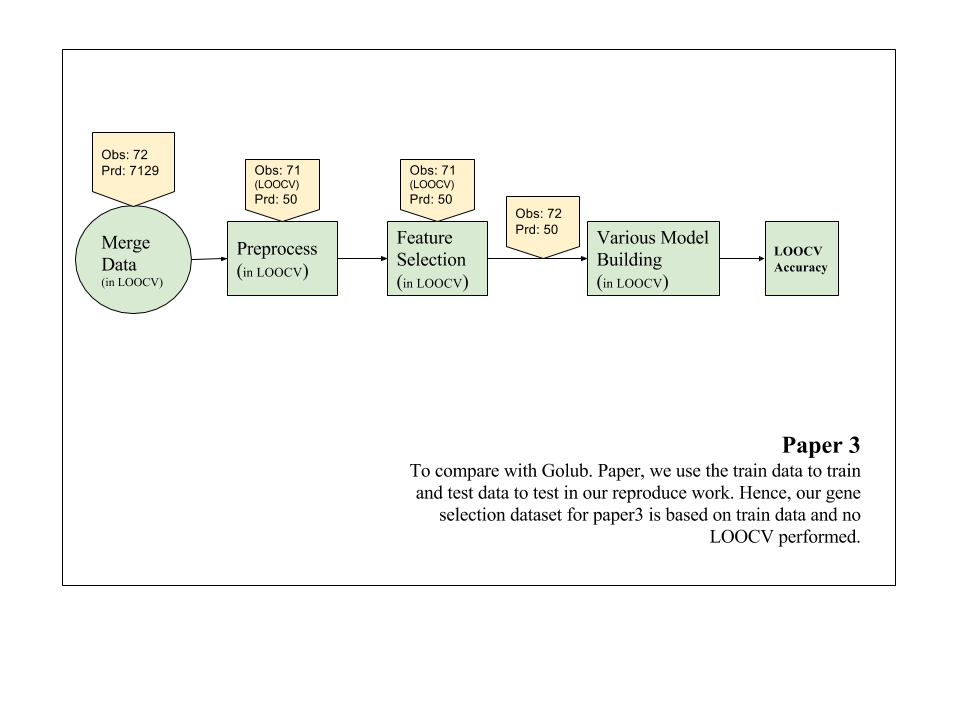 Obs: 72
Prd: 7129
Obs: 71
(LOOCV)
Prd: 50
Obs: 71
(LOOCV)
Prd: 50
Obs: 72
Prd: 50
Merge
Data
(in LOOCV)
Preprocess
(in LOOCV)
Feature
Selection
(in LOOCV)
Various Model
Building
(in LOOCV)
LOOCV
Accuracy
Paper 3
To compare with Golub. Paper, we use the train data to train
and test data to test in our reproduce work. Hence, our gene
selection dataset for paper3 is based on train data and no
LOOCV performed.